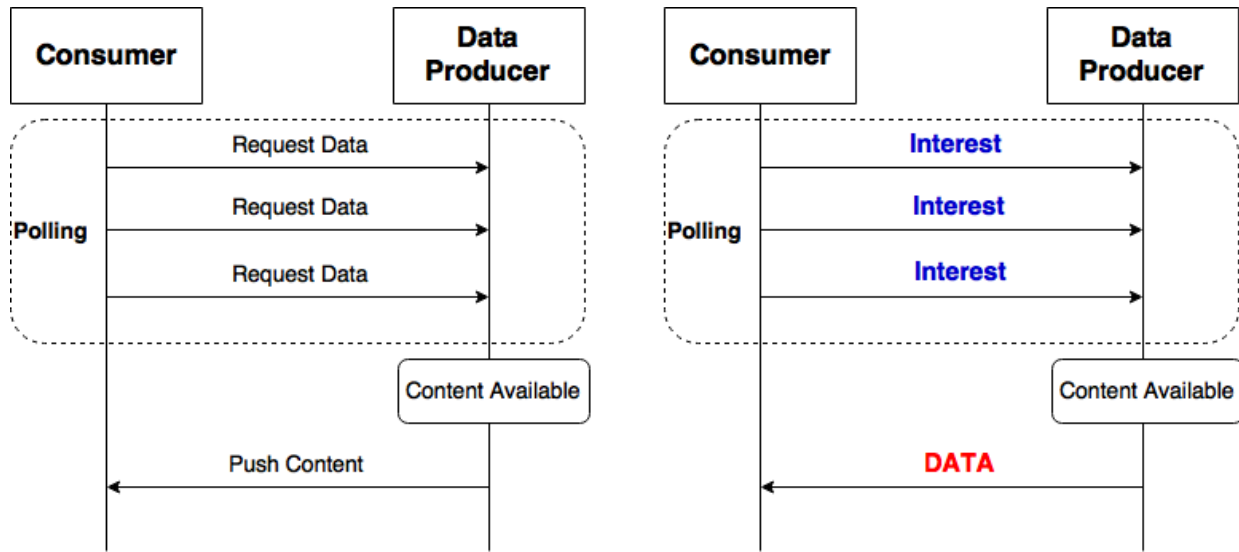 Consumer
Data
Producer
Request Data
Request Data
Polling
Request Data
Content Available
Push Content
Consumer
Data
Producer
Interest
Interest
Polling
Interest
Content Available
DATA